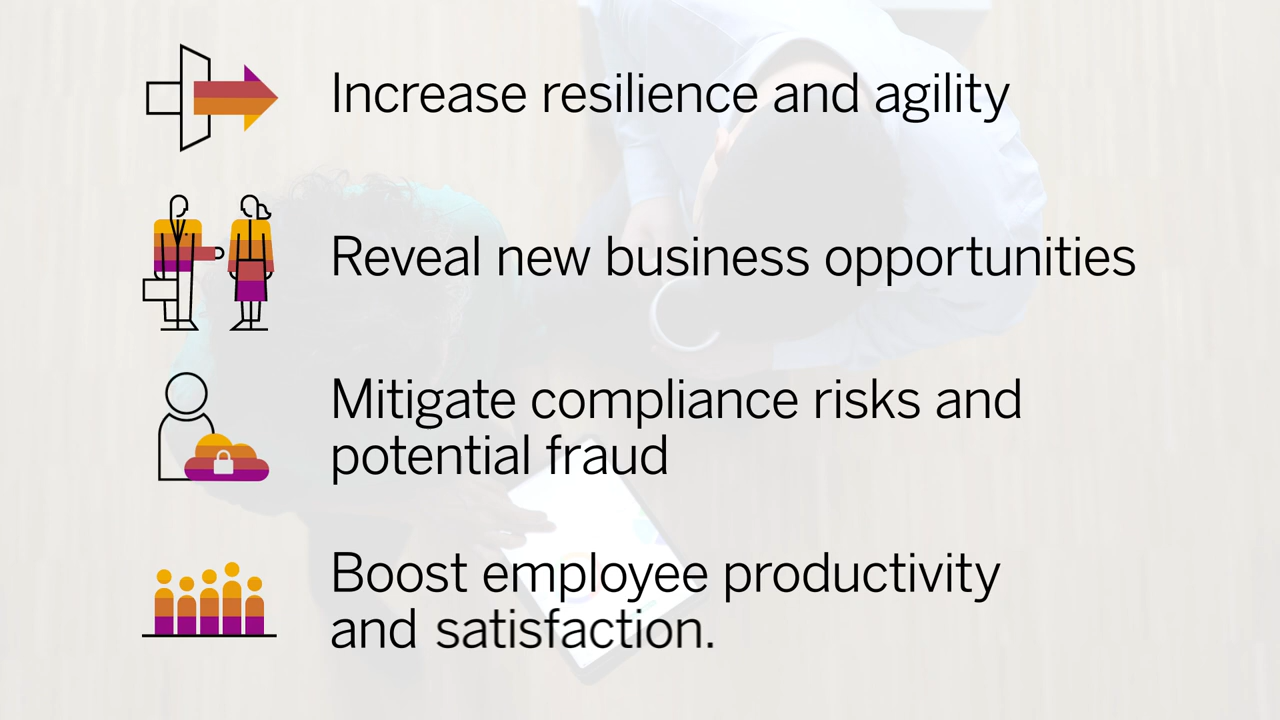 Increase resilience and agility
Reveal new business opportunities
Mitigate compliance risks and
potential fraud
Boost employee productivity
and satisfaction.